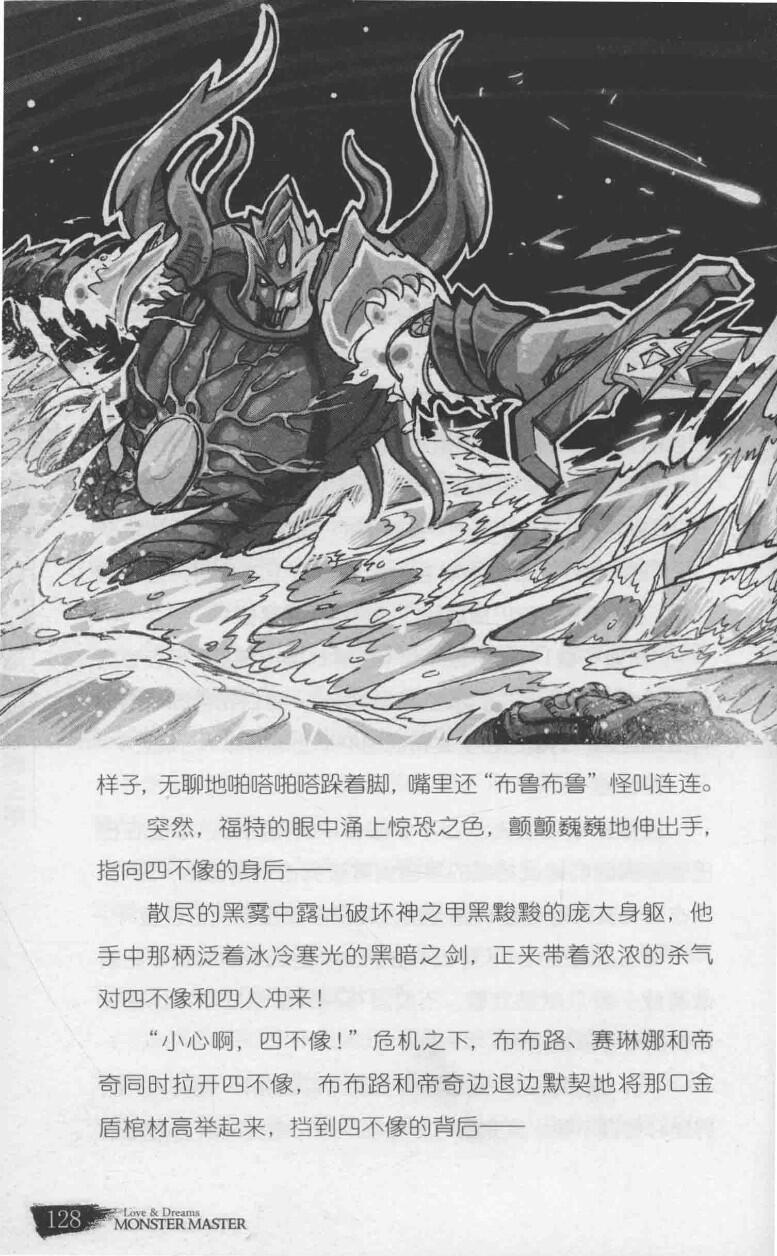 样子，无聊地啪嗒啪嗒跺着脚，嘴里还“布鲁布鲁”怪叫连连。
突然，福特的眼中涌上惊恐之色，颤颤巍巍地伸出手，
指向四不像的身后——
散尽的黑雾中露出破坏神之甲黑黢黢的庞大身躯，他
手中那柄泛着冰冷寒光的黑暗之剑，正夹带着浓浓的杀气
对四不像和四人冲来！
“小心啊，四不像！”危机之下，布布路、赛琳娜和帝
奇同时拉开四不像，布布路和帝奇边退边默契地将那口金
盾棺材高举起来，挡到四不像的背后——
128
Love & Dreams
MONSTER MASTER